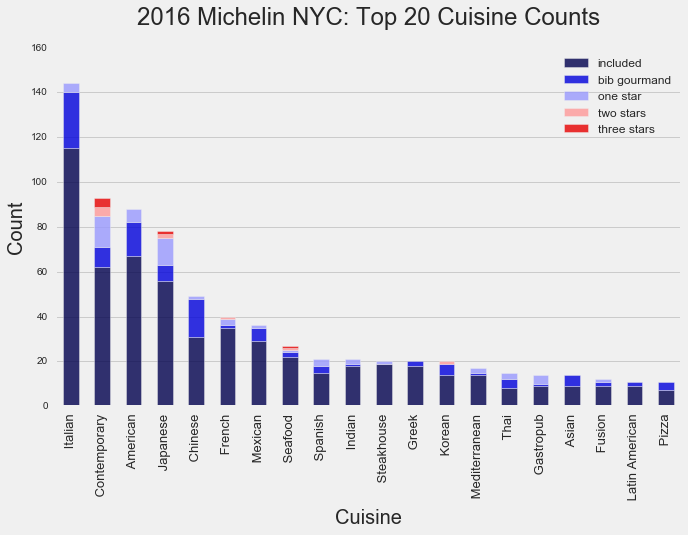 2016 Michelin NYC: Top 20 Cuisine Counts
160
140
120
100
80
60
40
20
0
Count
included
bib gourmand
one star
two stars
three stars
Italian
Contemporary
American
Japanese
Chinese
French
Mexican
Seafood
Spanish
Indian
Steakhouse
Greek
Korean
Mediterranean
Thai
Gastropub
Asian
Fusion
Latin American
Pizza
Cuisine